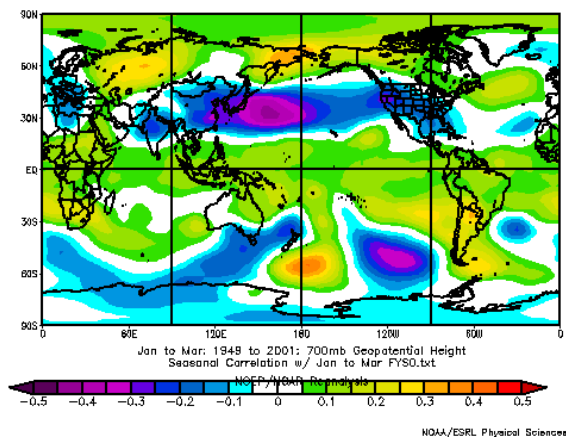 90N
60N
30N
EQ
30S
60S
90S
0 60E 120E 180 120W 60W 0
Jan to Mar: 1948 to 2001: 700mb Geopotential Height
Seasonal Correlation w/ Jan to Mar FYSO.txt
NCEP/NCAR Reanalysis
-0.5 -0.4 -0.3 -0.2 -0.1 0 0.1 0.2 0.3 0.4 0.5
NOAA/ESRL Physical Sciences